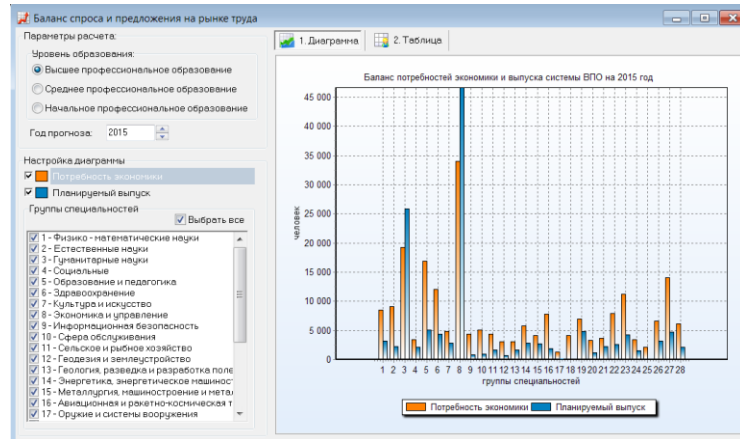 Баланс спроса и предложения на рынке труда
Параметры расчета:
Уровень образования:
Высшее профессиональное образование
Среднее профессиональное образование
Начальное профессиональное образование
Год прогноза: 2015
Настройка диаграммы
Потребность экономики
Планируемый выпуск
Группы специальностей
Выбрать все
1 - Физико - математические науки
2 - Естественные науки
3 - Гуманитарные науки
4 - Социальные
5 - Образование и педагогика
6 - Здравоохранение
7 - Культура и искусство
8 - Экономика и управление
9 - Информационная безопасность
10 - Сфера обслуживания
11 - Сельское и рыбное хозяйство
12 - Геодезия и землеустройство
13 - Геология, разведка и разработка поле
14 - Энергетика, энергетическое машиност
15 - Металлургия, машиностроение и мета
16 - Авиационная и ракетно-космическая т
17 - Оружие и системы вооружения
1. Диаграмма 2. Таблица
Баланс потребностей экономики и выпуска системы ВПО на 2015 год
45 000
40 000
35 000
30 000
25 000
20 000
15 000
10 000
5 000
0
человек
1 2 3 4 5 6 7 8 9 10 11 12 13 14 15 16 17 18 19 20 21 22 23 24 25 26 27 28
группы специальностей
Потребность экономики Планируемый выпуск